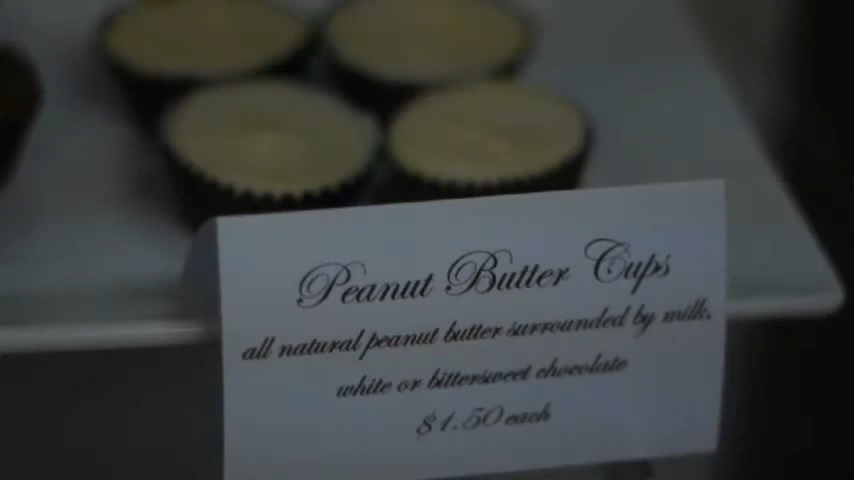 Peanut Butter Cups
all natural peanut butter surrounded by milk,
white or bittersweet chocolate
$1.50 each